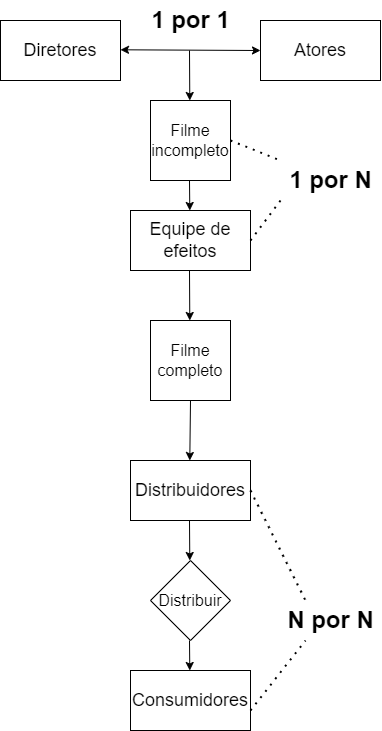 1 por 1
Diretores
Atores
Filme
incompleto
1 por N
Equipe de
efeitos
Filme
completo
Distribuidores
Distribuir
N por N
Consumidores